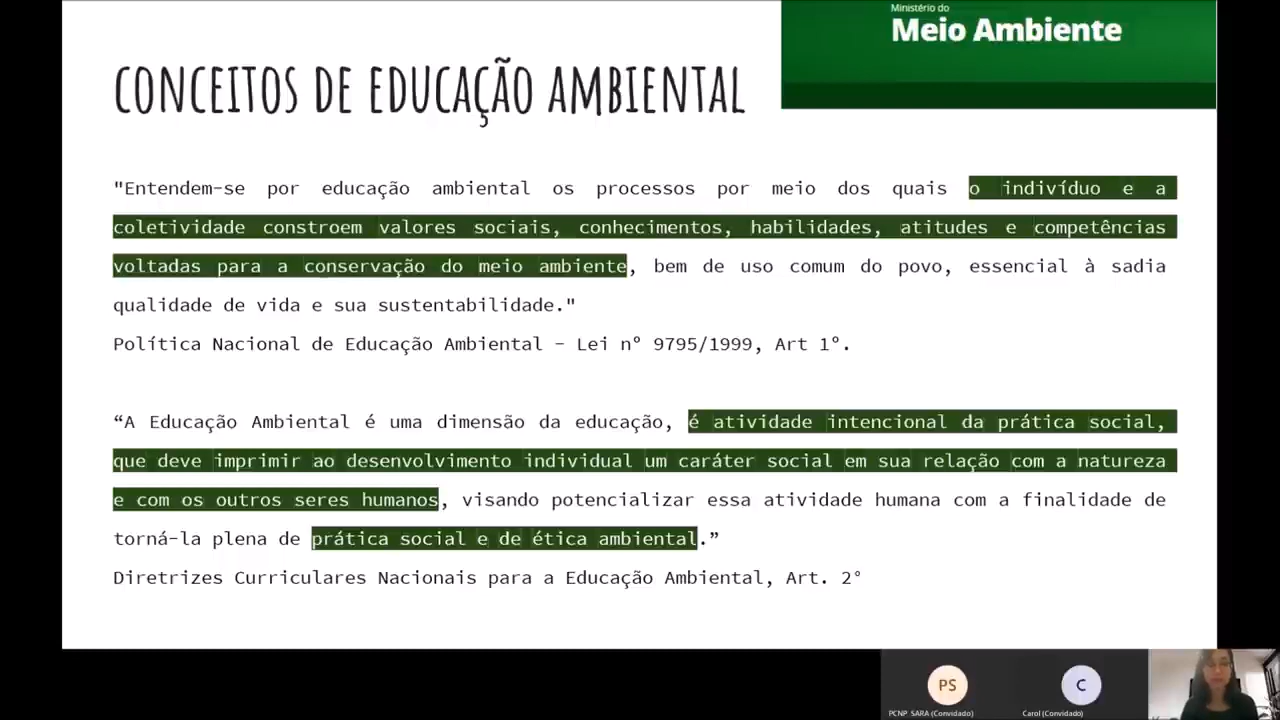 Ministério do
Meio Ambiente
CONCEITOS DE EDUCAÇÃO AMBIENTAL
"Entendem-se por educação ambiental os processos por meio dos quais o indivíduo e a
coletividade constroem valores sociais, conhecimentos, habilidades, atitudes e competências
voltadas para a conservação do meio ambiente, bem de uso comum do povo, essencial à sadia
qualidade de vida e sua sustentabilidade."
Política Nacional de Educação Ambiental - Lei nº 9795/1999, Art 1º.
“A Educação Ambiental é uma dimensão da educação, é atividade intencional da prática social,
que deve imprimir ao desenvolvimento individual um caráter social em sua relação com a natureza
e com os outros seres humanos, visando potencializar essa atividade humana com a finalidade de
torná-la plena de prática social e de ética ambiental.”
Diretrizes Curriculares Nacionais para a Educação Ambiental, Art. 2°
PS
C
PCNP SARA (Convidado)
Carol (Convidado)